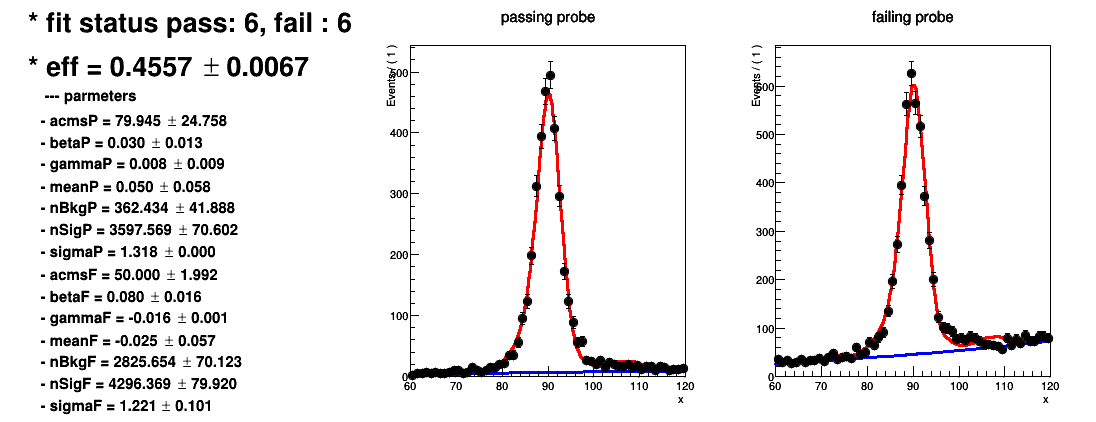 * fit status pass: 6, fail : 6
* eff = 0.4557 ± 0.0067
--- parmeters
- acmsP = 79.945 ± 24.758
- betaP = 0.030 ± 0.013
- gammaP = 0.008 ± 0.009
- meanP = 0.050 ± 0.058
- nBkgP = 362.434 ± 41.888
- nSigP = 3597.569 ± 70.602
- sigmaP = 1.318 ± 0.000
- acmsF = 50.000 ± 1.992
- betaF = 0.080 ± 0.016
- gammaF = -0.016 ± 0.001
- meanF = -0.025 ± 0.057
- nBkgF = 2825.654 ± 70.123
- nSigF = 4296.369 ± 79.920
- sigmaF = 1.221 ± 0.101
passing probe
Events / ( 1 )
500
400
300
200
100
0
60 70 80 90 100 110 120
x
failing probe
Events / ( 1 )
600
500
400
300
200
100
0
60 70 80 90 100 110 120
x